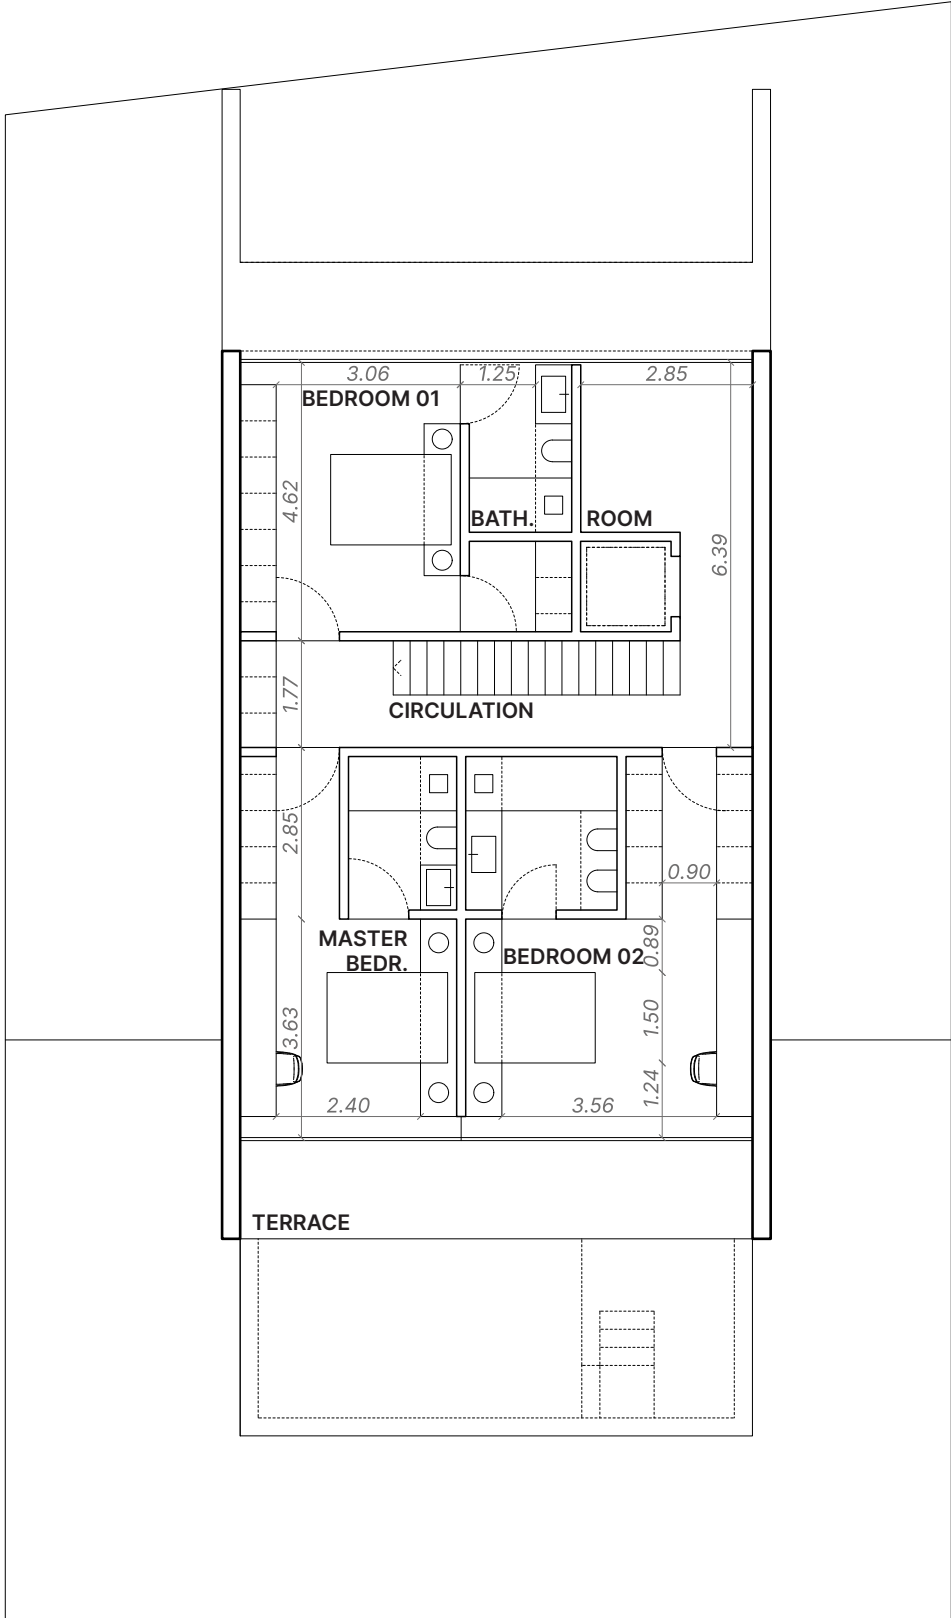 3.06
1.25
2.85
BEDROOM 01
4.62
BATH.
ROOM
6.39
1.77
CIRCULATION
2.85
0.90
MASTER
BEDR.
BEDROOM 02
0.89
3.63
1.50
1.24
2.40
3.56
TERRACE